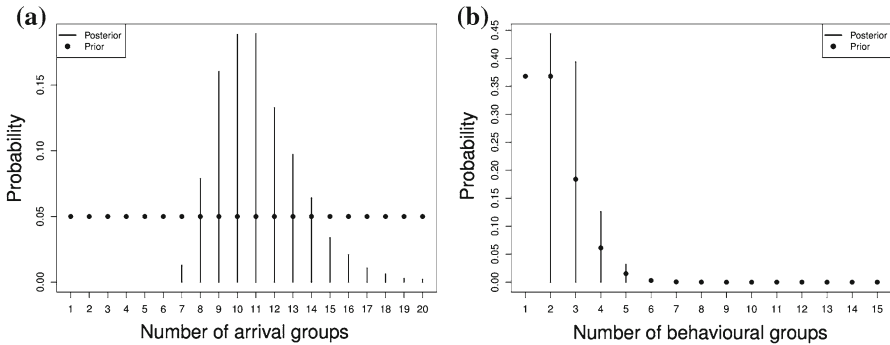 (a)
Posterior
Prior
Probability
0.00 0.05 0.10 0.15
1 2 3 4 5 6 7 8 9 10 11 12 13 14 15 16 17 18 19 20
Number of arrival groups
(b)
Posterior
Prior
Probability
0.00 0.05 0.10 0.15 0.20 0.25 0.30 0.35 0.40 0.45
1 2 3 4 5 6 7 8 9 10 11 12 13 14 15
Number of behavioural groups